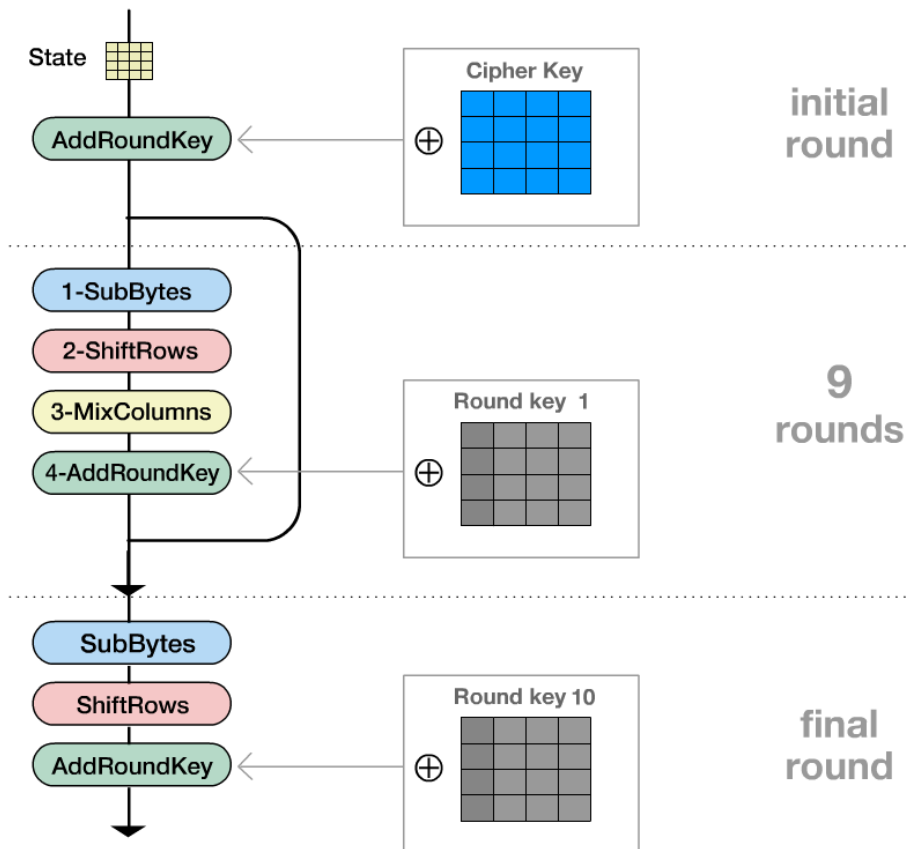 State
Cipher Key
initial
round
AddRoundKey
1-SubBytes
2-ShiftRows
3-MixColumns
4-AddRoundKey
Round key 1
9
rounds
SubBytes
ShiftRows
AddRoundKey
Round key 10
final
round